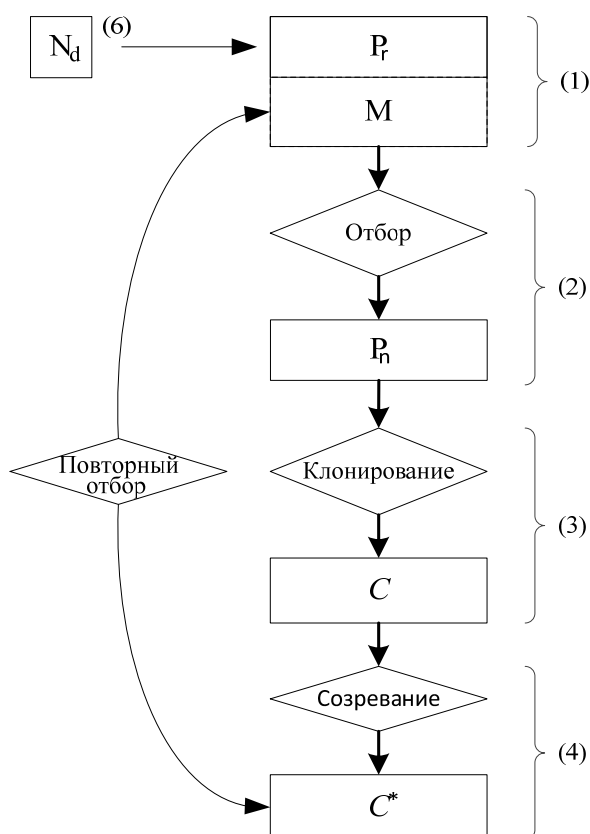 N_d (6)
P_r
M
(1)
Отбор
P_n
(2)
Повторный
отбор
Клонирование
C
(3)
Созревание
C*
(4)